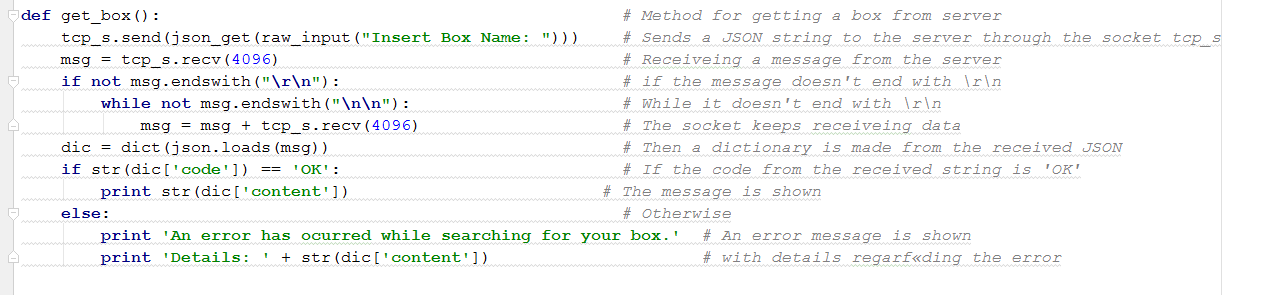 def get_box():                                              # Method for getting a box from server
    tcp_s.send(json_get(raw_input("Insert Box Name: ")))    # Sends a JSON string to the server through the socket tcp_s
    msg = tcp_s.recv(4096)                                  # Receiveing a message from the server
    if not msg.endswith("\r\n"):                            # if the message doesn't end with \r\n
        while not msg.endswith("\n\n"):                     # While it doesn't end with \r\n
            msg = msg + tcp_s.recv(4096)                    # The socket keeps receiveing data
    dic = dict(json.loads(msg))                             # Then a dictionary is made from the received JSON
    if str(dic['code']) == 'OK':                            # If the code from the received string is 'OK'
        print str(dic['content'])                         # The message is shown
    else:                                                   # Otherwise
        print 'An error has ocurred while searching for your box.'  # An error message is shown
        print 'Details: ' + str(dic['content'])                     # with details regarf«ding the error